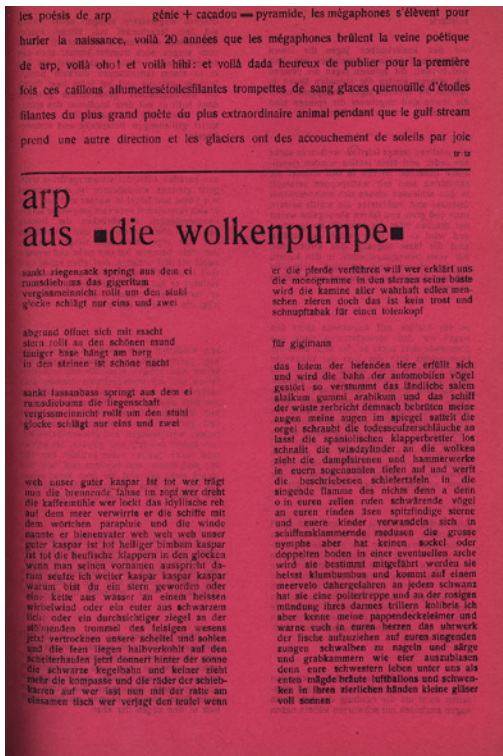 les poésis de arp génie + cacadou = pyramide, les mégaphones s'élèvent pour
hurler la naissance, voilà 20 années que les mégaphones brûlent la veine poétique
de arp, voilà oho! et voilà hihi: et voilà dada heureux de publier pour la première
fois ces caillous allumettesétoilesfilantes trompettes de sang glaces quenouille d'étoiles
filantes du plus grand poète du plus extraordinaire animal pendant que le gulf stream
prend une autre direction et les glaciers ont des accouchement de soleils par joie
tr tz
arp
aus ■die wolkenpumpe■
sankt ziegensack springt aus dem ei
rumsdiebums das gigeritum
vergissmeinnicht rollt um den stuhl
glocke schlägt nur eins und zwei
abgrund öffnet sich mit macht
stern rollt an den schönen mund
tauiger hase hängt am berg
in den steinen ist schöne nacht
sankt fassanbass springt aus dem ei
rumsdiebums die liegenschaft
vergissmeinnicht rollt um den stuhl
glocke schlägt nur eins und zwei
weh unser guter kaspar ist tot wer trägt
nun die brennende fahne im zopf wer dreht
die kaffeemühle wer lockt das idyllische reh
auf dem meer verwirrte er die schiffe mit
dem wörtchen parapluie und die winde
nannte er bienenvater weh weh weh unser
guter kaspar ist tot heiliger bimbam kaspar
ist tot die heufische klappern in den glocken
wenn man seinen vornamen ausspricht da-
rum seufze ich weiter kaspar kaspar kaspar
warum bist du ein stern geworden oder
eine kette aus wasser an einem heissen
wirbelwind oder ein euter aus schwarzem
licht oder ein durchsichtiger ziegel an der
stöhnenden trommel des felsigen wesens
jetzt vertrocknen unsere scheitel und sohlen
und die feen liegen halbverkohlt auf den
scheiterhaufen jetzt donnert hinter der sonne
die schwarze kegelbahn und keiner zieht
mehr die kompasse und die räder der schieb-
karren auf wer isst nun mit der ratte am
einsamen tisch wer verjagt den teufel wenn
er die pferde verführen will wer erklärt uns
die monogramme in den sternen seine büste
wird die kamine aller wahrhaft edlen men-
schen zieren doch das ist kein trost und
schnupftabak für einen totenkopf
für gigimann
das totem der hefenden tiere erfüllt sich
und wird die bahn der automobilen vögel
gestört so verstummt das ländliche salem
alaikum gummi arabikum und das schiff
der wüste zerbricht demnach bebrüten meine
augen meine augen im spiegel sattelt die
orgel schraubt die todesseufzerschläuche an
lasst die spaniolischen klapperbretter los
schnallt die windzylinder an die wolken
zieht die dampfsirenen und hammerwerke
in euern sogenannten tiefen auf und werft
die beschriebenen schiefertafeln in die
singende flamme des nichts denn a denn
o in euren zellen rufen schwärende vögel
an euren rinden äsen spitzfindige sterne
und euere kinder verwandeln sich in
schiffsanklammernde medusen die grosse
nymphe aber hat keinen sockel oder
doppelten boden in einer eventuellen arche
wird sie bestimmt mitgeführt werden sie
heisst klumbumbus und kommt auf einem
meervelo dahergefahren an jedem schwanz
hat sie eine poltertreppe und an der rosigen
mündung ihres darmes trillern kolibris ich
aber kenne meine pappendeckeleimer und
warne euch in euren herzen das uhrwerk
der fische aufzuziehen auf euren singenden
zungen schwalben zu nageln und särge
und grabkammern wie eier auszublasen
denn eure schwestern leben unter uns als
enten mägde bräute luftballons und schwen-
ken in ihren zierlichen händen kleine gläser
voll sonnen